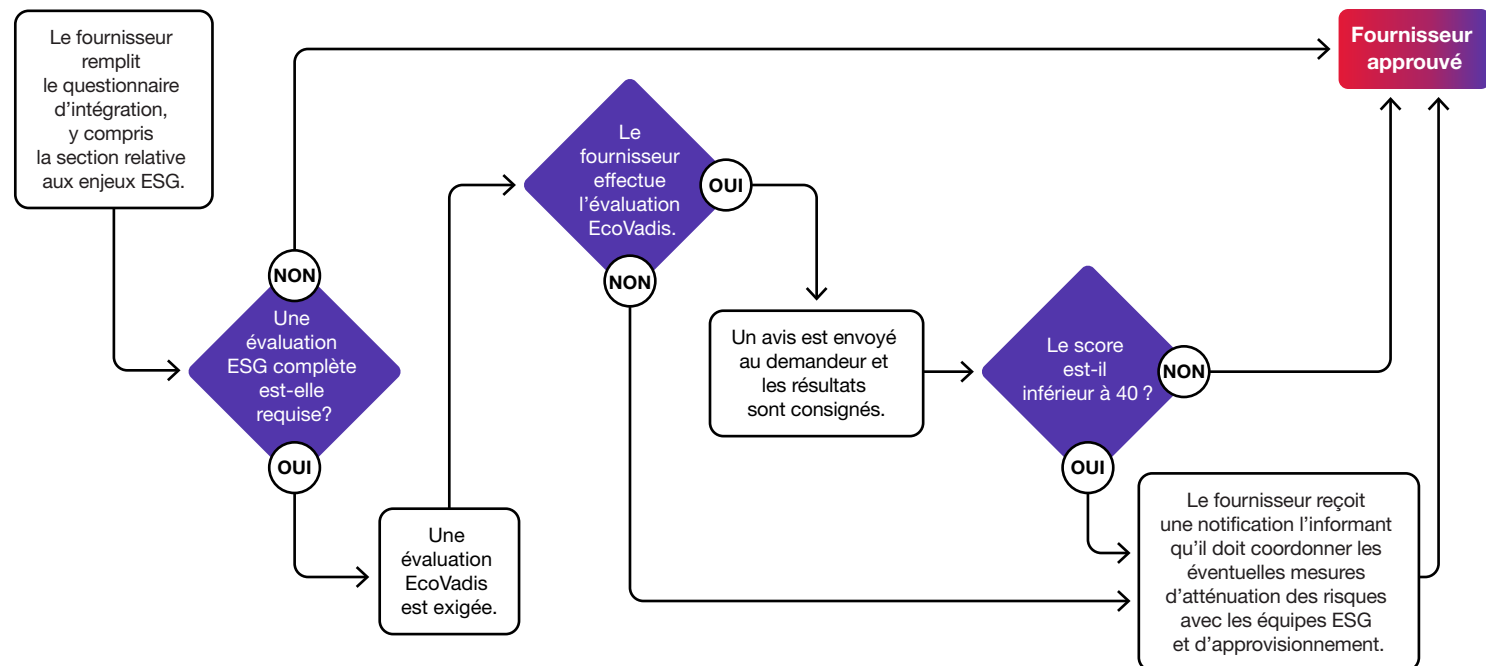 Le fournisseur
remplit
le questionnaire
d’intégration,
y compris
la section relative
aux enjeux ESG.
NON
Une
évaluation
ESG complète
est-elle
requise?
OUI
Une
évaluation
EcoVadis
est exigée.
Le
fournisseur
effectue
l’évaluation
EcoVadis.
OUI
NON
Un avis est envoyé
au demandeur et
les résultats
sont consignés.
Le score
est-il
inférieur à 40 ?
NON
OUI
Le fournisseur reçoit
une notification l’informant
qu’il doit coordonner les
éventuelles mesures
d’atténuation des risques
avec les équipes ESG
et d’approvisionnement.
Fournisseur
approuvé